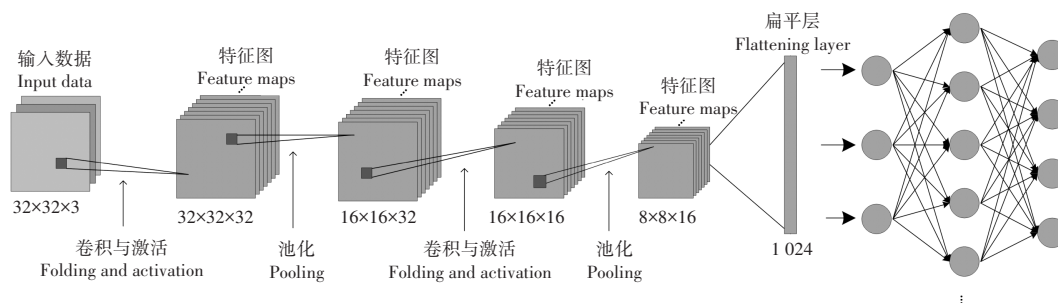 输入数据
Input data
32×32×3
卷积与激活
Folding and activation
特征图
Feature maps
32×32×32
池化
Pooling
特征图
Feature maps
16×16×32
卷积与激活
Folding and activation
特征图
Feature maps
16×16×16
池化
Pooling
特征图
Feature maps
8×8×16
扁平层
Flattening layer
1 024